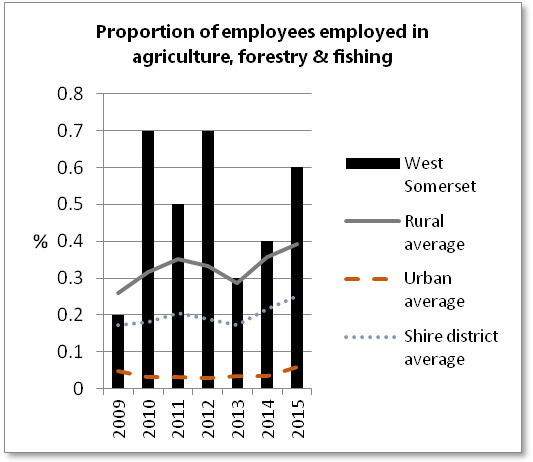 Proportion of employees employed in
agriculture, forestry & fishing
0.8
0.7
0.6
0.5
0.4
0.3
0.2
0.1
0
%
2009
2010
2011
2012
2013
2014
2015
West
Somerset
Rural
average
Urban
average
Shire district
average